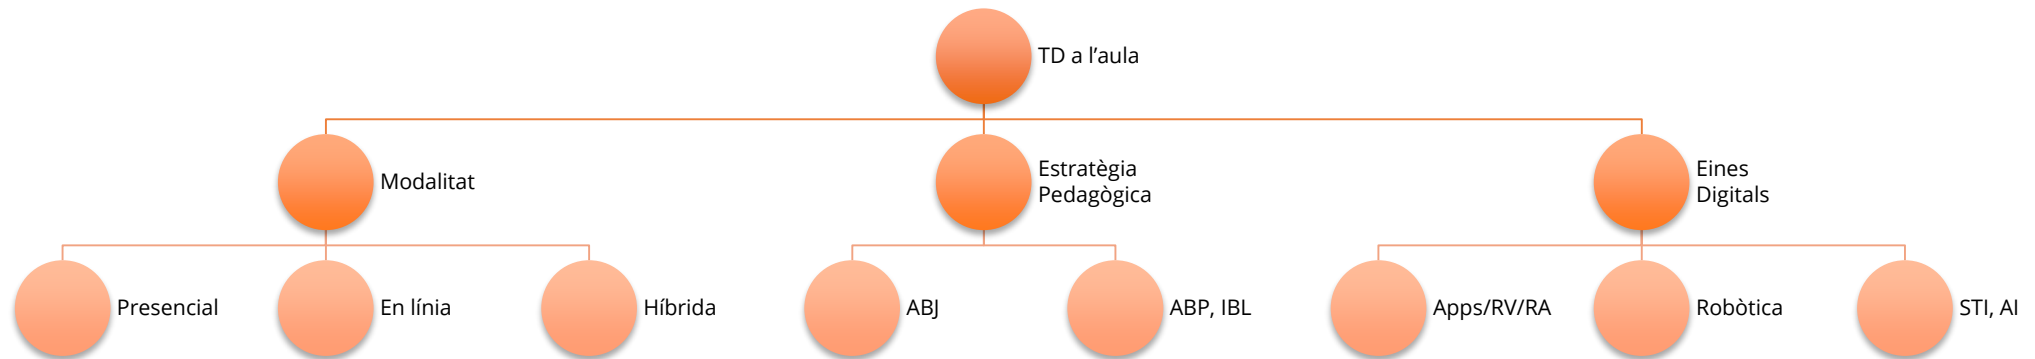 TD a l’aula
Modalitat
Estratègia
Pedagògica
Eines
Digitals
Presencial
En línia
Híbrida
ABJ
ABP, IBL
Apps/RV/RA
Robòtica
STI, AI